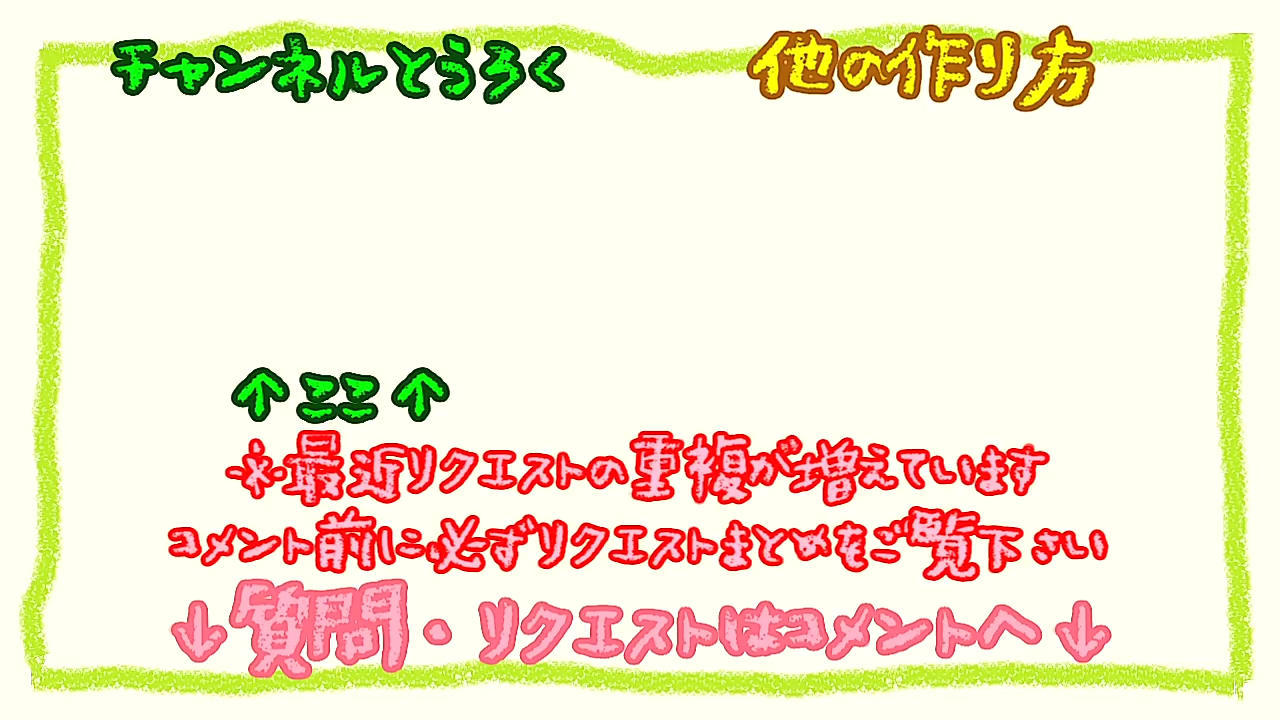 チャンネルとうろく
他の作り方
↑ここ↑
※最近リクエストの重複が増えています
コメント前に必ずリクエストまとめをご覧下さい
↓質問・リクエストはコメントへ↓